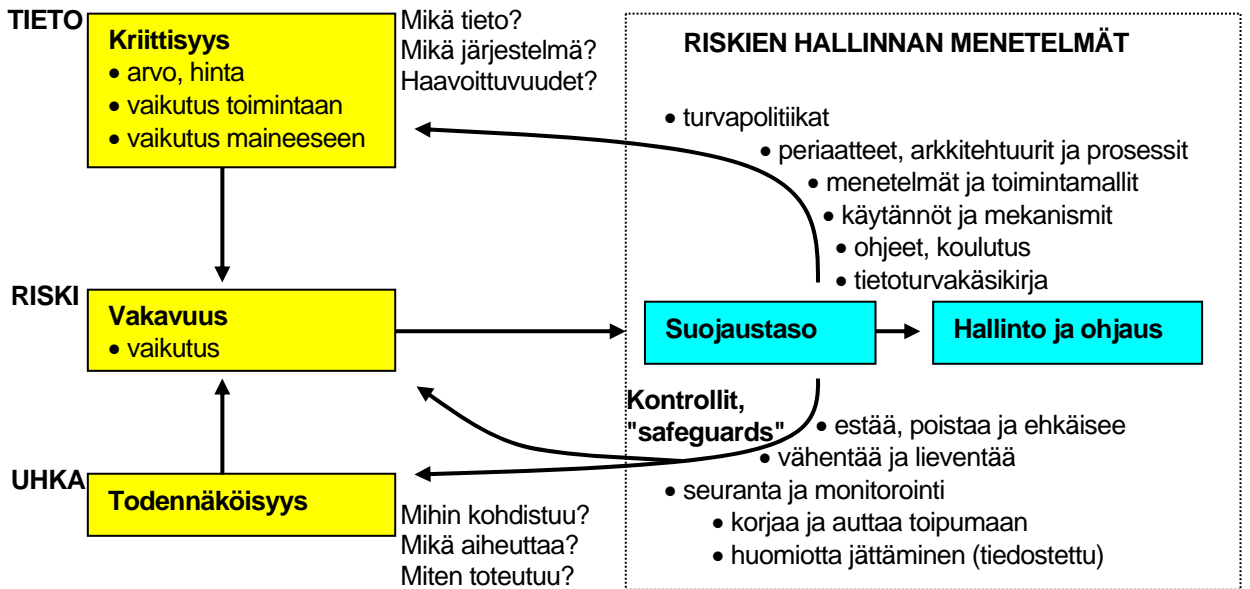 TIETO
Kriittisyys
• arvo, hinta
• vaikutus toimintaan
• vaikutus maineeseen
Mikä tieto?
Mikä järjestelmä?
Haavoittuvuudet?
RISKIEN HALLINNAN MENETELMÄT
• turvapolitiikat
• periaatteet, arkkitehtuurit ja prosessit
• menetelmät ja toimintamallit
• käytännöt ja mekanismit
• ohjeet, koulutus
• tietoturvakäsikirja
RISKI
Vakavuus
• vaikutus
Suojaustaso
Hallinto ja ohjaus
Kontrollit,
"safeguards"
• estää, poistaa ja ehkäisee
• vähentää ja lieventää
• seuranta ja monitorointi
• korjaa ja auttaa toipumaan
• huomiotta jättäminen (tiedostettu)
UHKA
Todennäköisyys
Mihin kohdistuu?
Mikä aiheuttaa?
Miten toteutuu?